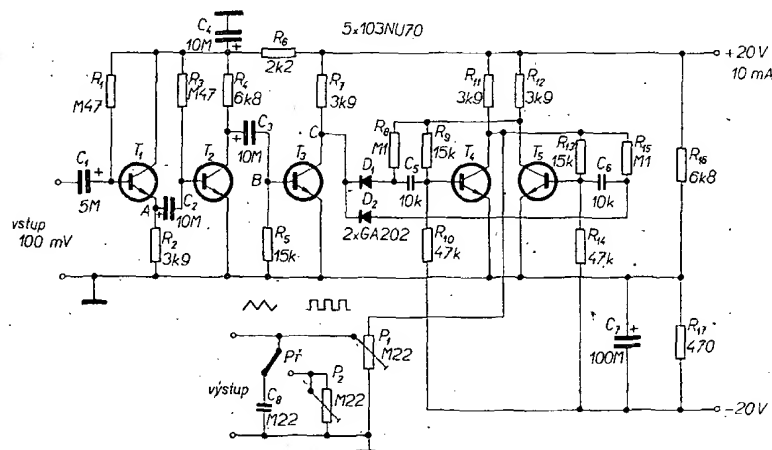 5x103NU70
C4
10M
+
R6
2k2
+20V
10 mA
R1
M47
R3
M47
R4
6k8
R7
3k9
R11
3k9
R12
3k9
C3
+
10M
C
R8
M1
R9
15k
R13
15k
R15
M1
R16
6k8
C1
+
5M
T1
T2
T3
T4
T5
B
D1
C5
10k
C6
10k
A
+
C2
10M
D2
2xGA202
vstup
100 mV
R2
3k9
R5
15k
R10
47k
R14
47k
C7
+
100M
R17
470
P1
M22
Př
P2
M22
výstup
C8
M22
-20V